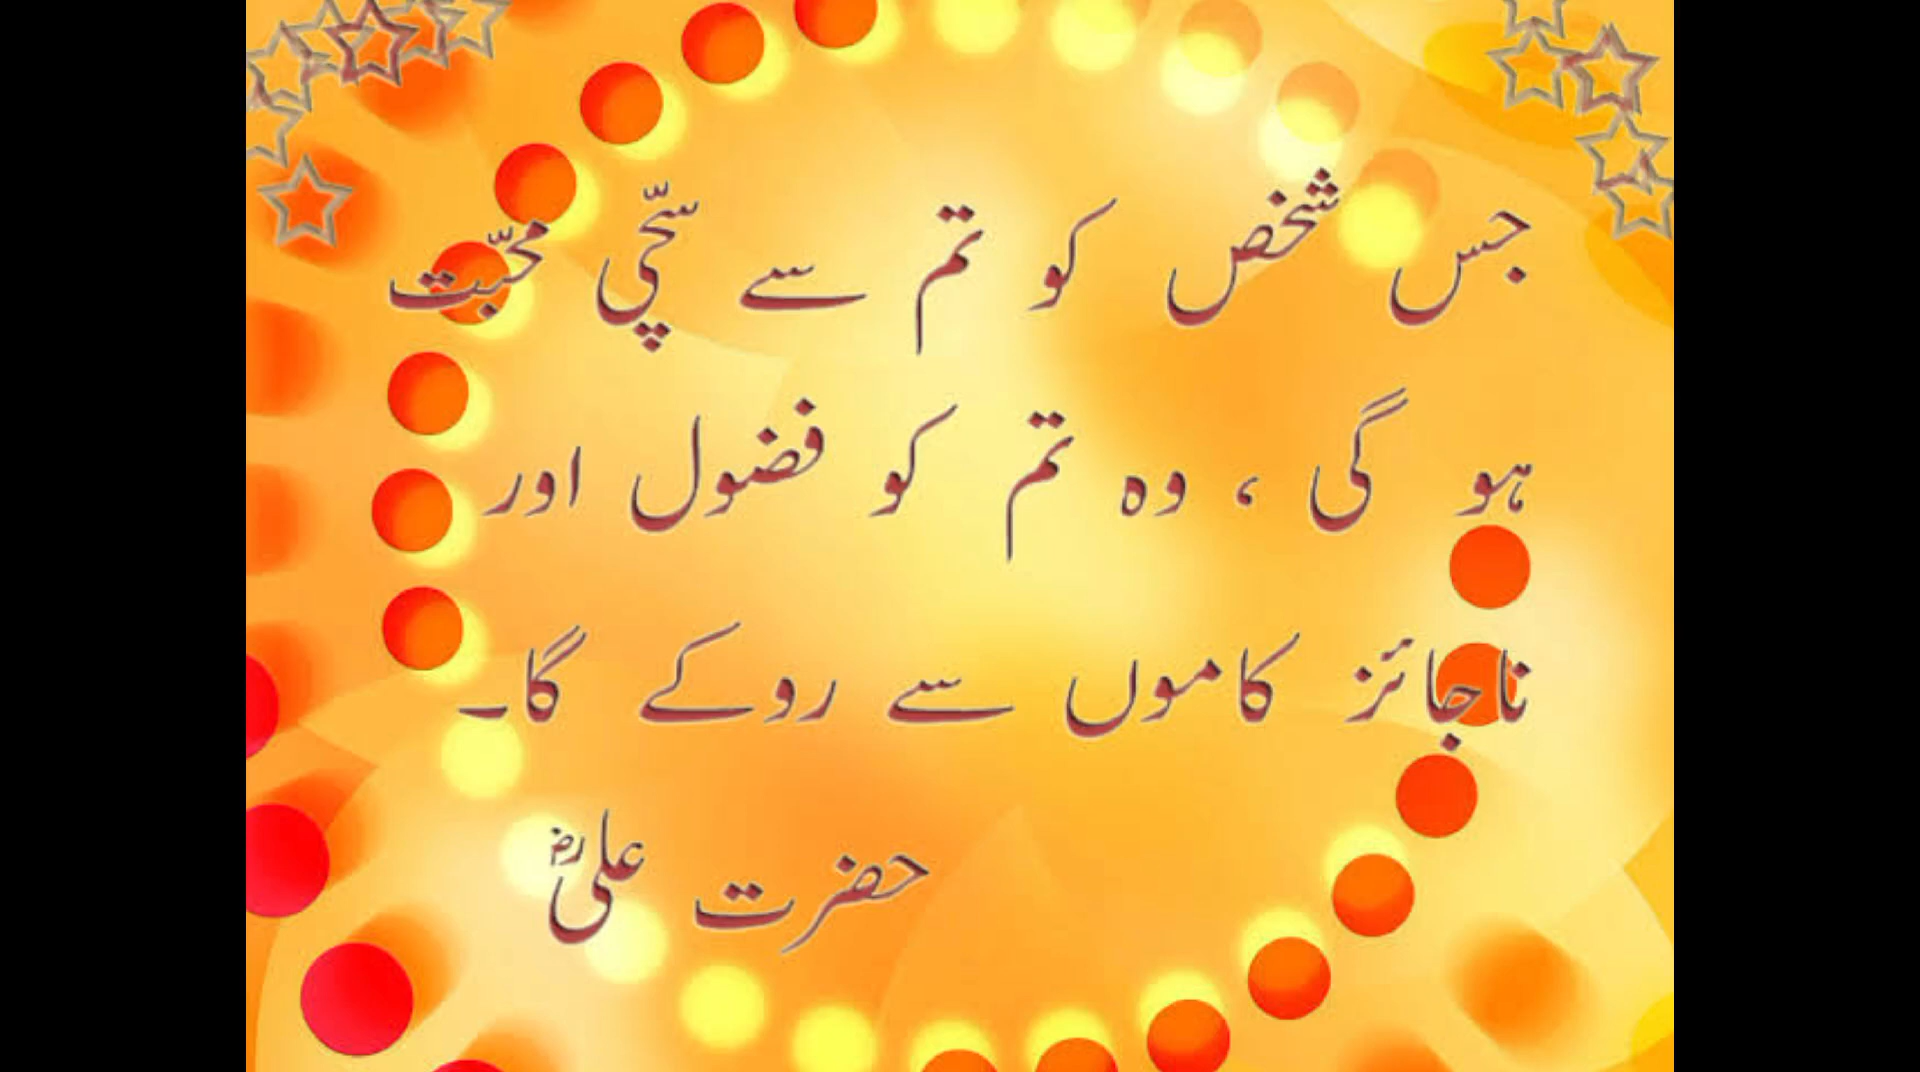 جس شخص کو تم سے سچّی محبّت
ہو گی ، وہ تم کو فضول اور
ناجائز کاموں سے روکے گا۔
حضرت علیؓ